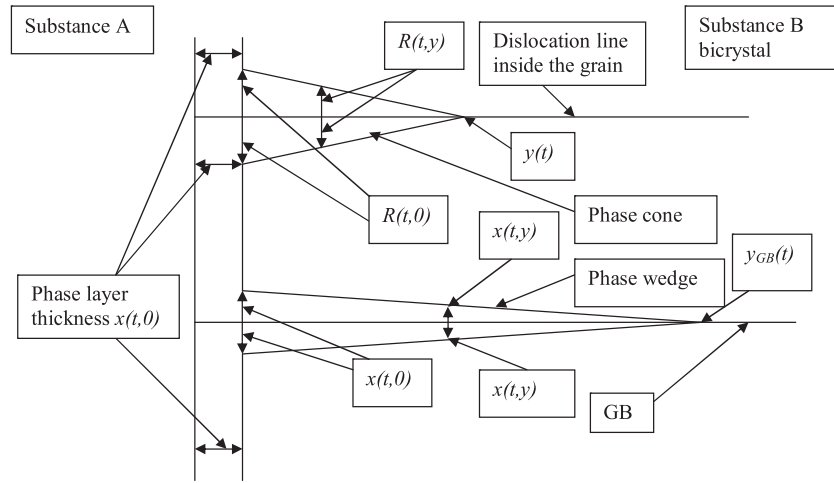 Substance A
R(t,y)
Dislocation line
inside the grain
Substance B
bicrystal
y(t)
R(t,0)
x(t,y)
Phase cone
y_GB(t)
Phase wedge
Phase layer
thickness x(t,0)
x(t,0)
x(t,y)
GB